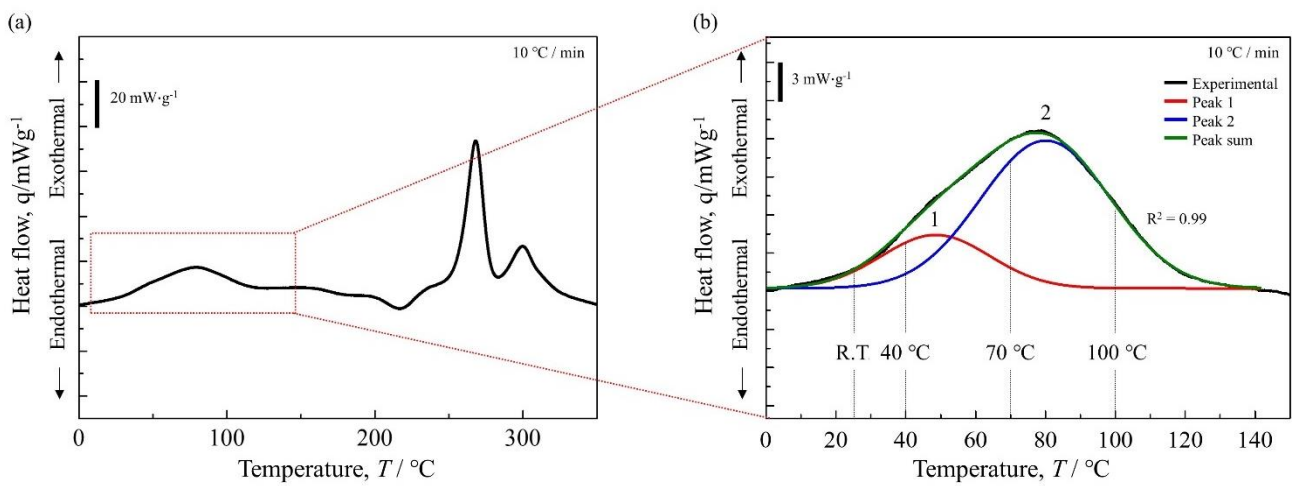 (a)
10 °C / min
20 mW·g-1
Heat flow, q/mWg-1
Endothermal
Exothermal
0
100
200
300
Temperature, T / °C
(b)
10 °C / min
3 mW·g-1
Experimental
Peak 1
Peak 2
Peak sum
Heat flow, q/mWg-1
Endothermal
Exothermal
2
1
R2 = 0.99
R.T.
40 °C
70 °C
100 °C
0
20
40
60
80
100
120
140
Temperature, T / °C